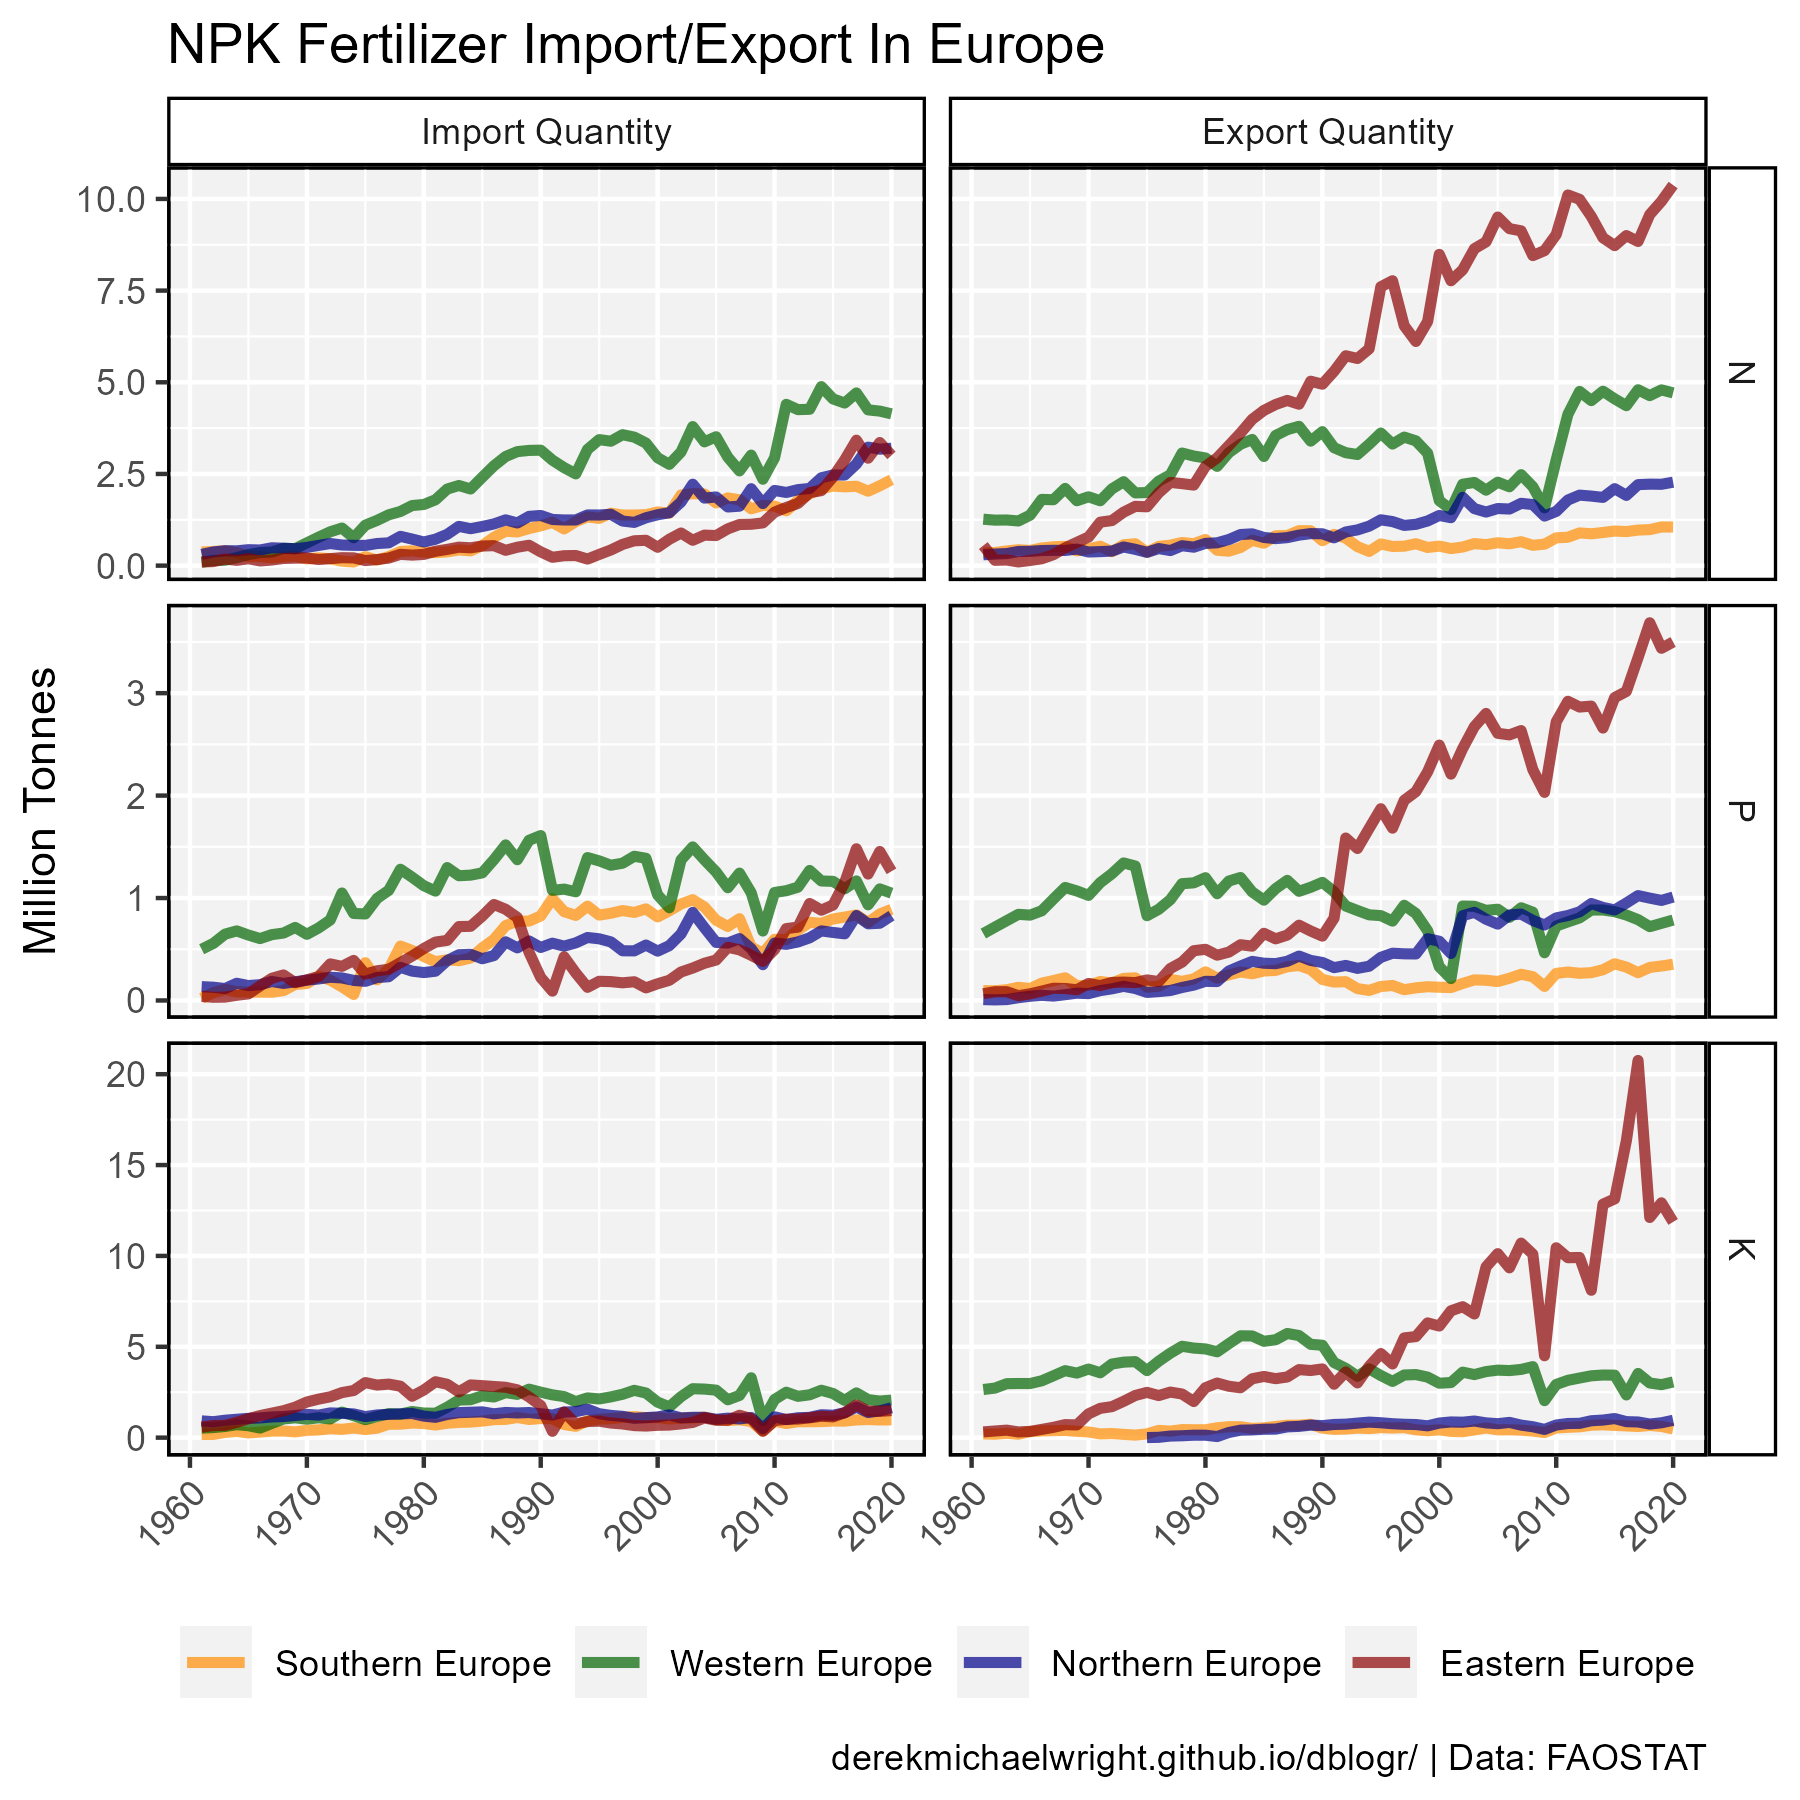 NPK Fertilizer Import/Export In Europe
Import Quantity
Export Quantity
10.0
7.5
5.0
2.5
0.0
N
Million Tonnes
3
2
1
0
P
20
15
10
5
0
K
1960 1970 1980 1990 2000 2010 2020
1960 1970 1980 1990 2000 2010 2020
Southern Europe Western Europe Northern Europe Eastern Europe
derekmichaelwright.github.io/dblogr/ | Data: FAOSTAT